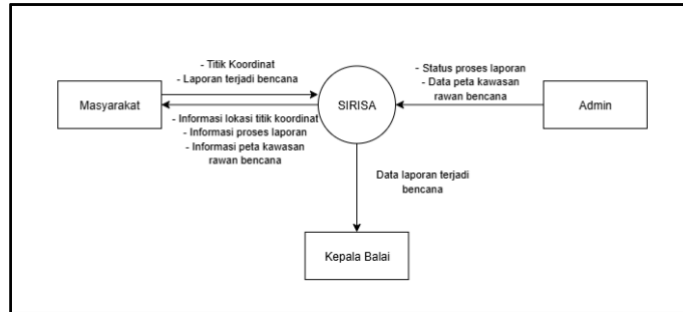 - Titik Koordinat
- Laporan terjadi bencana
Masyarakat
- Informasi lokasi titik koordinat
- Informasi proses laporan
- Informasi peta kawasan
rawan bencana
SIRISA
- Status proses laporan
- Data peta kawasan
rawan bencana
Admin
Data laporan terjadi
bencana
Kepala Balai